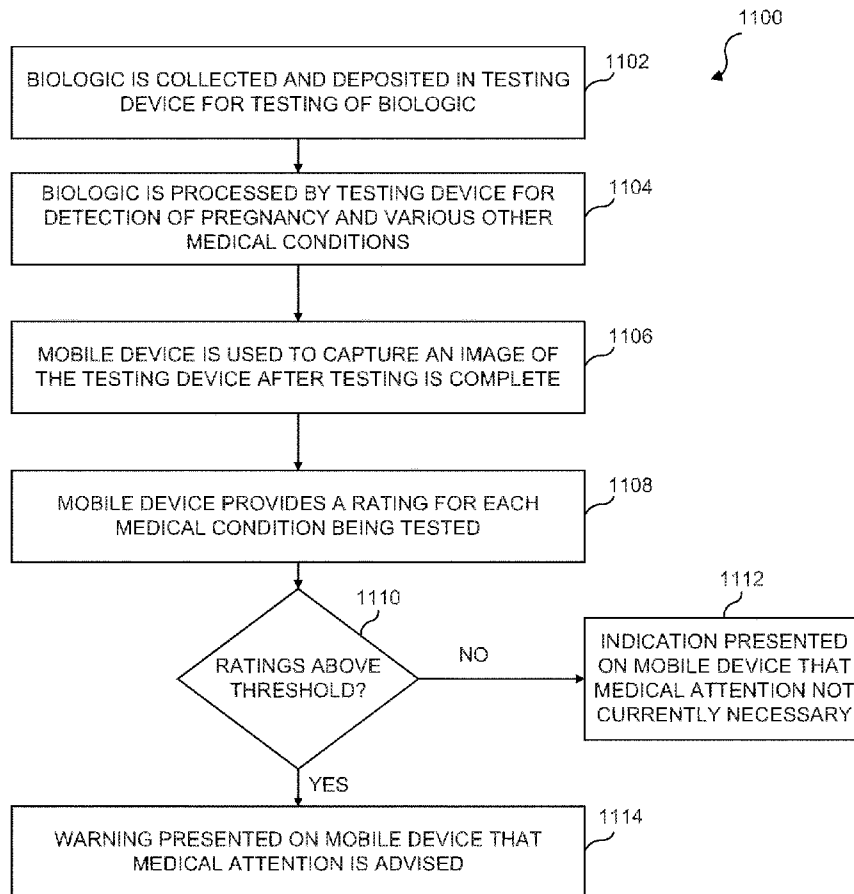 1100
BIOLOGIC IS COLLECTED AND DEPOSITED IN TESTING
DEVICE FOR TESTING OF BIOLOGIC
1102
BIOLOGIC IS PROCESSED BY TESTING DEVICE FOR
DETECTION OF PREGNANCY AND VARIOUS OTHER
MEDICAL CONDITIONS
1104
MOBILE DEVICE IS USED TO CAPTURE AN IMAGE OF
THE TESTING DEVICE AFTER TESTING IS COMPLETE
1106
MOBILE DEVICE PROVIDES A RATING FOR EACH
MEDICAL CONDITION BEING TESTED
1108
1110
RATINGS ABOVE
THRESHOLD?
NO
1112
INDICATION PRESENTED
ON MOBILE DEVICE THAT
MEDICAL ATTENTION NOT
CURRENTLY NECESSARY
YES
WARNING PRESENTED ON MOBILE DEVICE THAT
MEDICAL ATTENTION IS ADVISED
1114